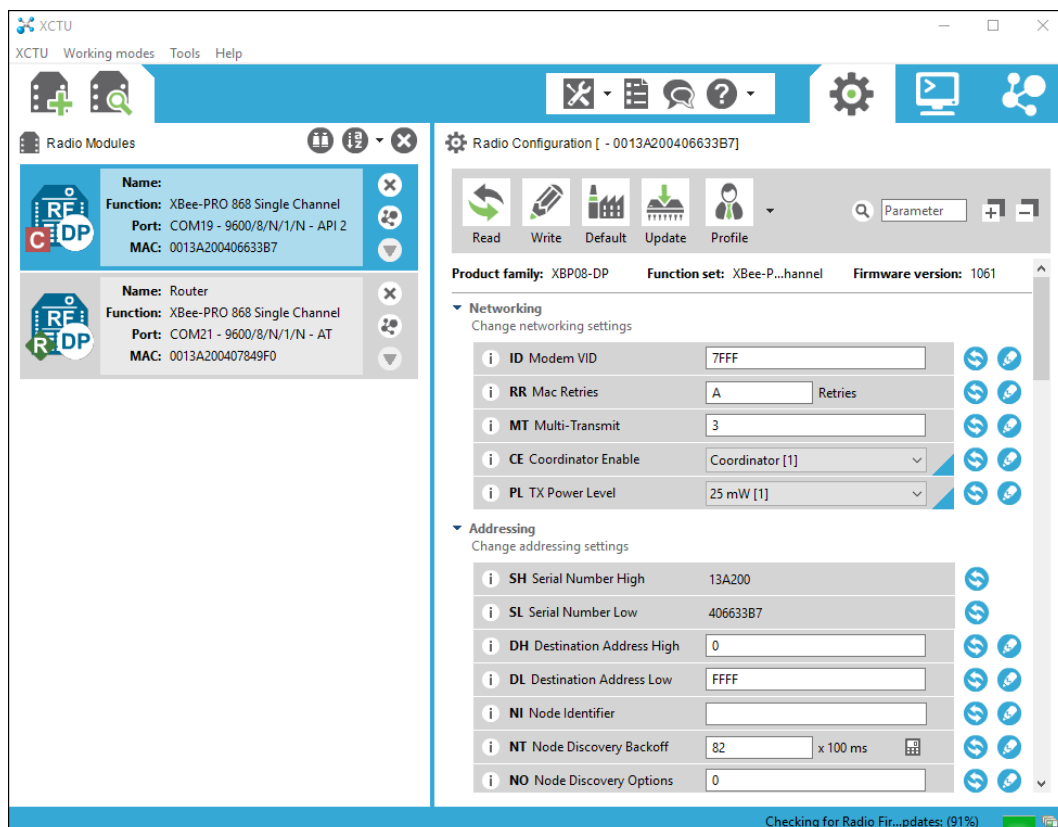 XCTU
XCTU Working modes Tools Help
Radio Modules
Name:
Function: XBee-PRO 868 Single Channel
Port: COM19 - 9600/8/N/1/N - API 2
MAC: 0013A200406633B7
RF
C DP
Name: Router
Function: XBee-PRO 868 Single Channel
Port: COM21 - 9600/8/N/1/N - AT
MAC: 0013A200407849F0
RF
R DP
Radio Configuration [ - 0013A200406633B7]
Read Write Default Update Profile
Parameter
Product family: XBP08-DP Function set: XBee-P...hannel Firmware version: 1061
Networking
Change networking settings
i ID Modem VID 7FFF
i RR Mac Retries A Retries
i MT Multi-Transmit 3
i CE Coordinator Enable Coordinator [1]
i PL TX Power Level 25 mW [1]
Addressing
Change addressing settings
i SH Serial Number High 13A200
i SL Serial Number Low 406633B7
i DH Destination Address High 0
i DL Destination Address Low FFFF
i NI Node Identifier
i NT Node Discovery Backoff 82 x 100 ms
i NO Node Discovery Options 0
Checking for Radio Fir...pdates: (91%)